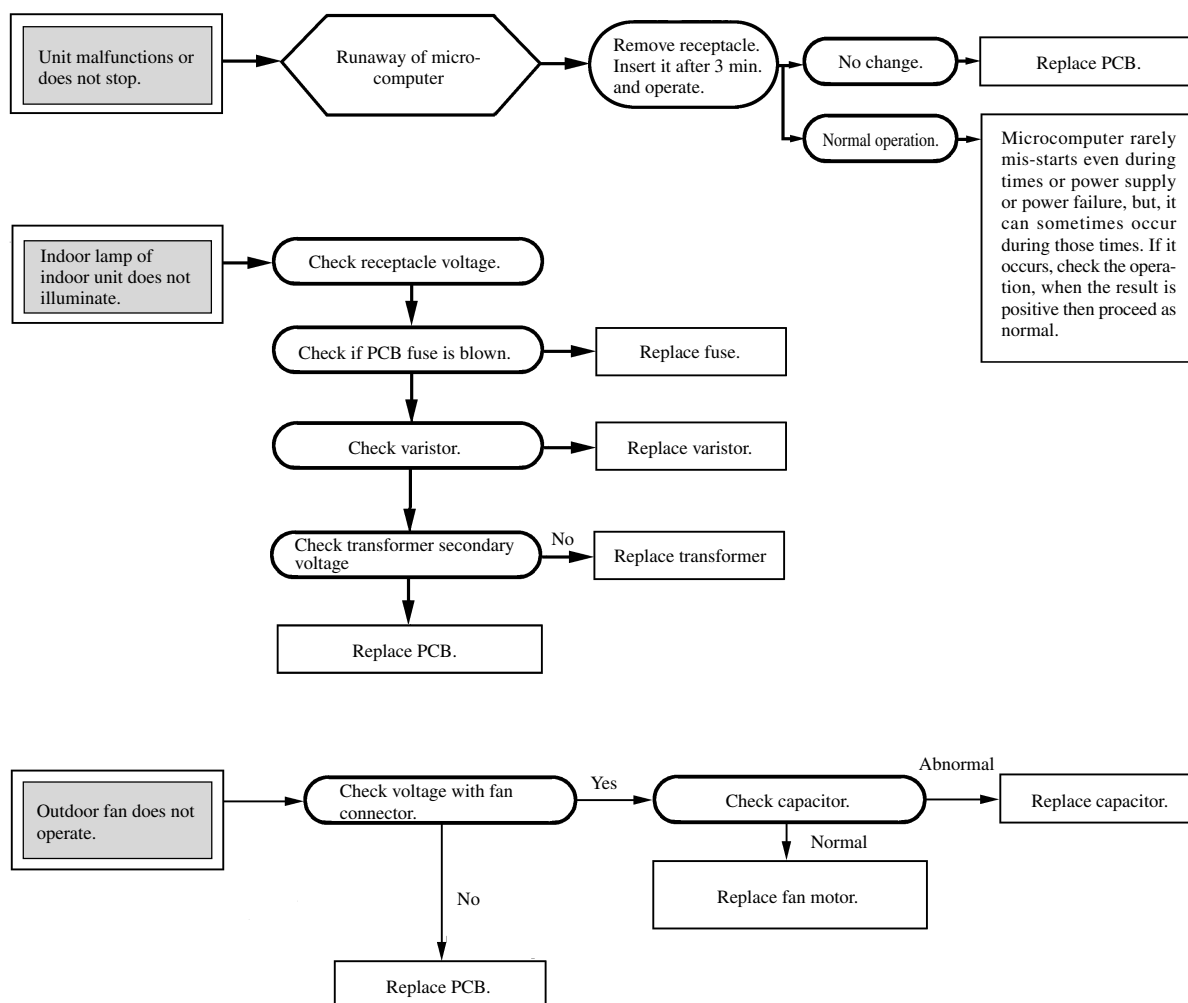 Unit malfunctions or
does not stop.
Runaway of micro-
computer
Remove receptacle.
Insert it after 3 min.
and operate.
No change.
Replace PCB.
Normal operation.
Microcomputer rarely
mis-starts even during
times or power supply
or power failure, but, it
can sometimes occur
during those times. If it
occurs, check the opera-
tion, when the result is
positive then proceed as
normal.
Indoor lamp of
indoor unit does not
illuminate.
Check receptacle voltage.
Check if PCB fuse is blown.
Replace fuse.
Check varistor.
Replace varistor.
Check transformer secondary
voltage
No
Replace transformer
Replace PCB.
Outdoor fan does not
operate.
Check voltage with fan
connector.
Yes
Check capacitor.
Abnormal
Replace capacitor.
Normal
Replace fan motor.
No
Replace PCB.